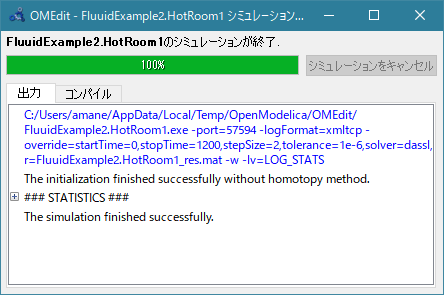 OMEdit - FluuidExample2.HotRoom1 シミュレーション...
FluuidExample2.HotRoom1のシミュレーションが終了.
100%
シミュレーションをキャンセル
出力 コンパイル
C:/Users/amane/AppData/Local/Temp/OpenModelica/OMEdit/
FluuidExample2.HotRoom1.exe -port=57594 -logFormat=xmltcp -
override=startTime=0,stopTime=1200,stepSize=2,tolerance=1e-6,solver=dassl,
r=FluuidExample2.HotRoom1_res.mat -w -lv=LOG_STATS
The initialization finished successfully without homotopy method.
### STATISTICS ###
The simulation finished successfully.